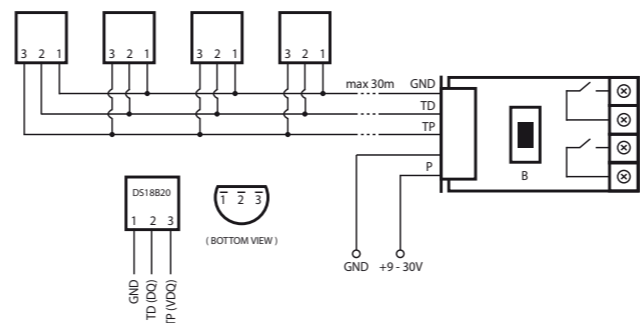 3 2 1
3 2 1
3 2 1
3 2 1
max 30m
GND
TD
TP
P
B
DS18B20
1 2 3
GND
TD (DQ)
TP (VDQ)
1 2 3
( BOTTOM VIEW )
GND
+9 - 30V